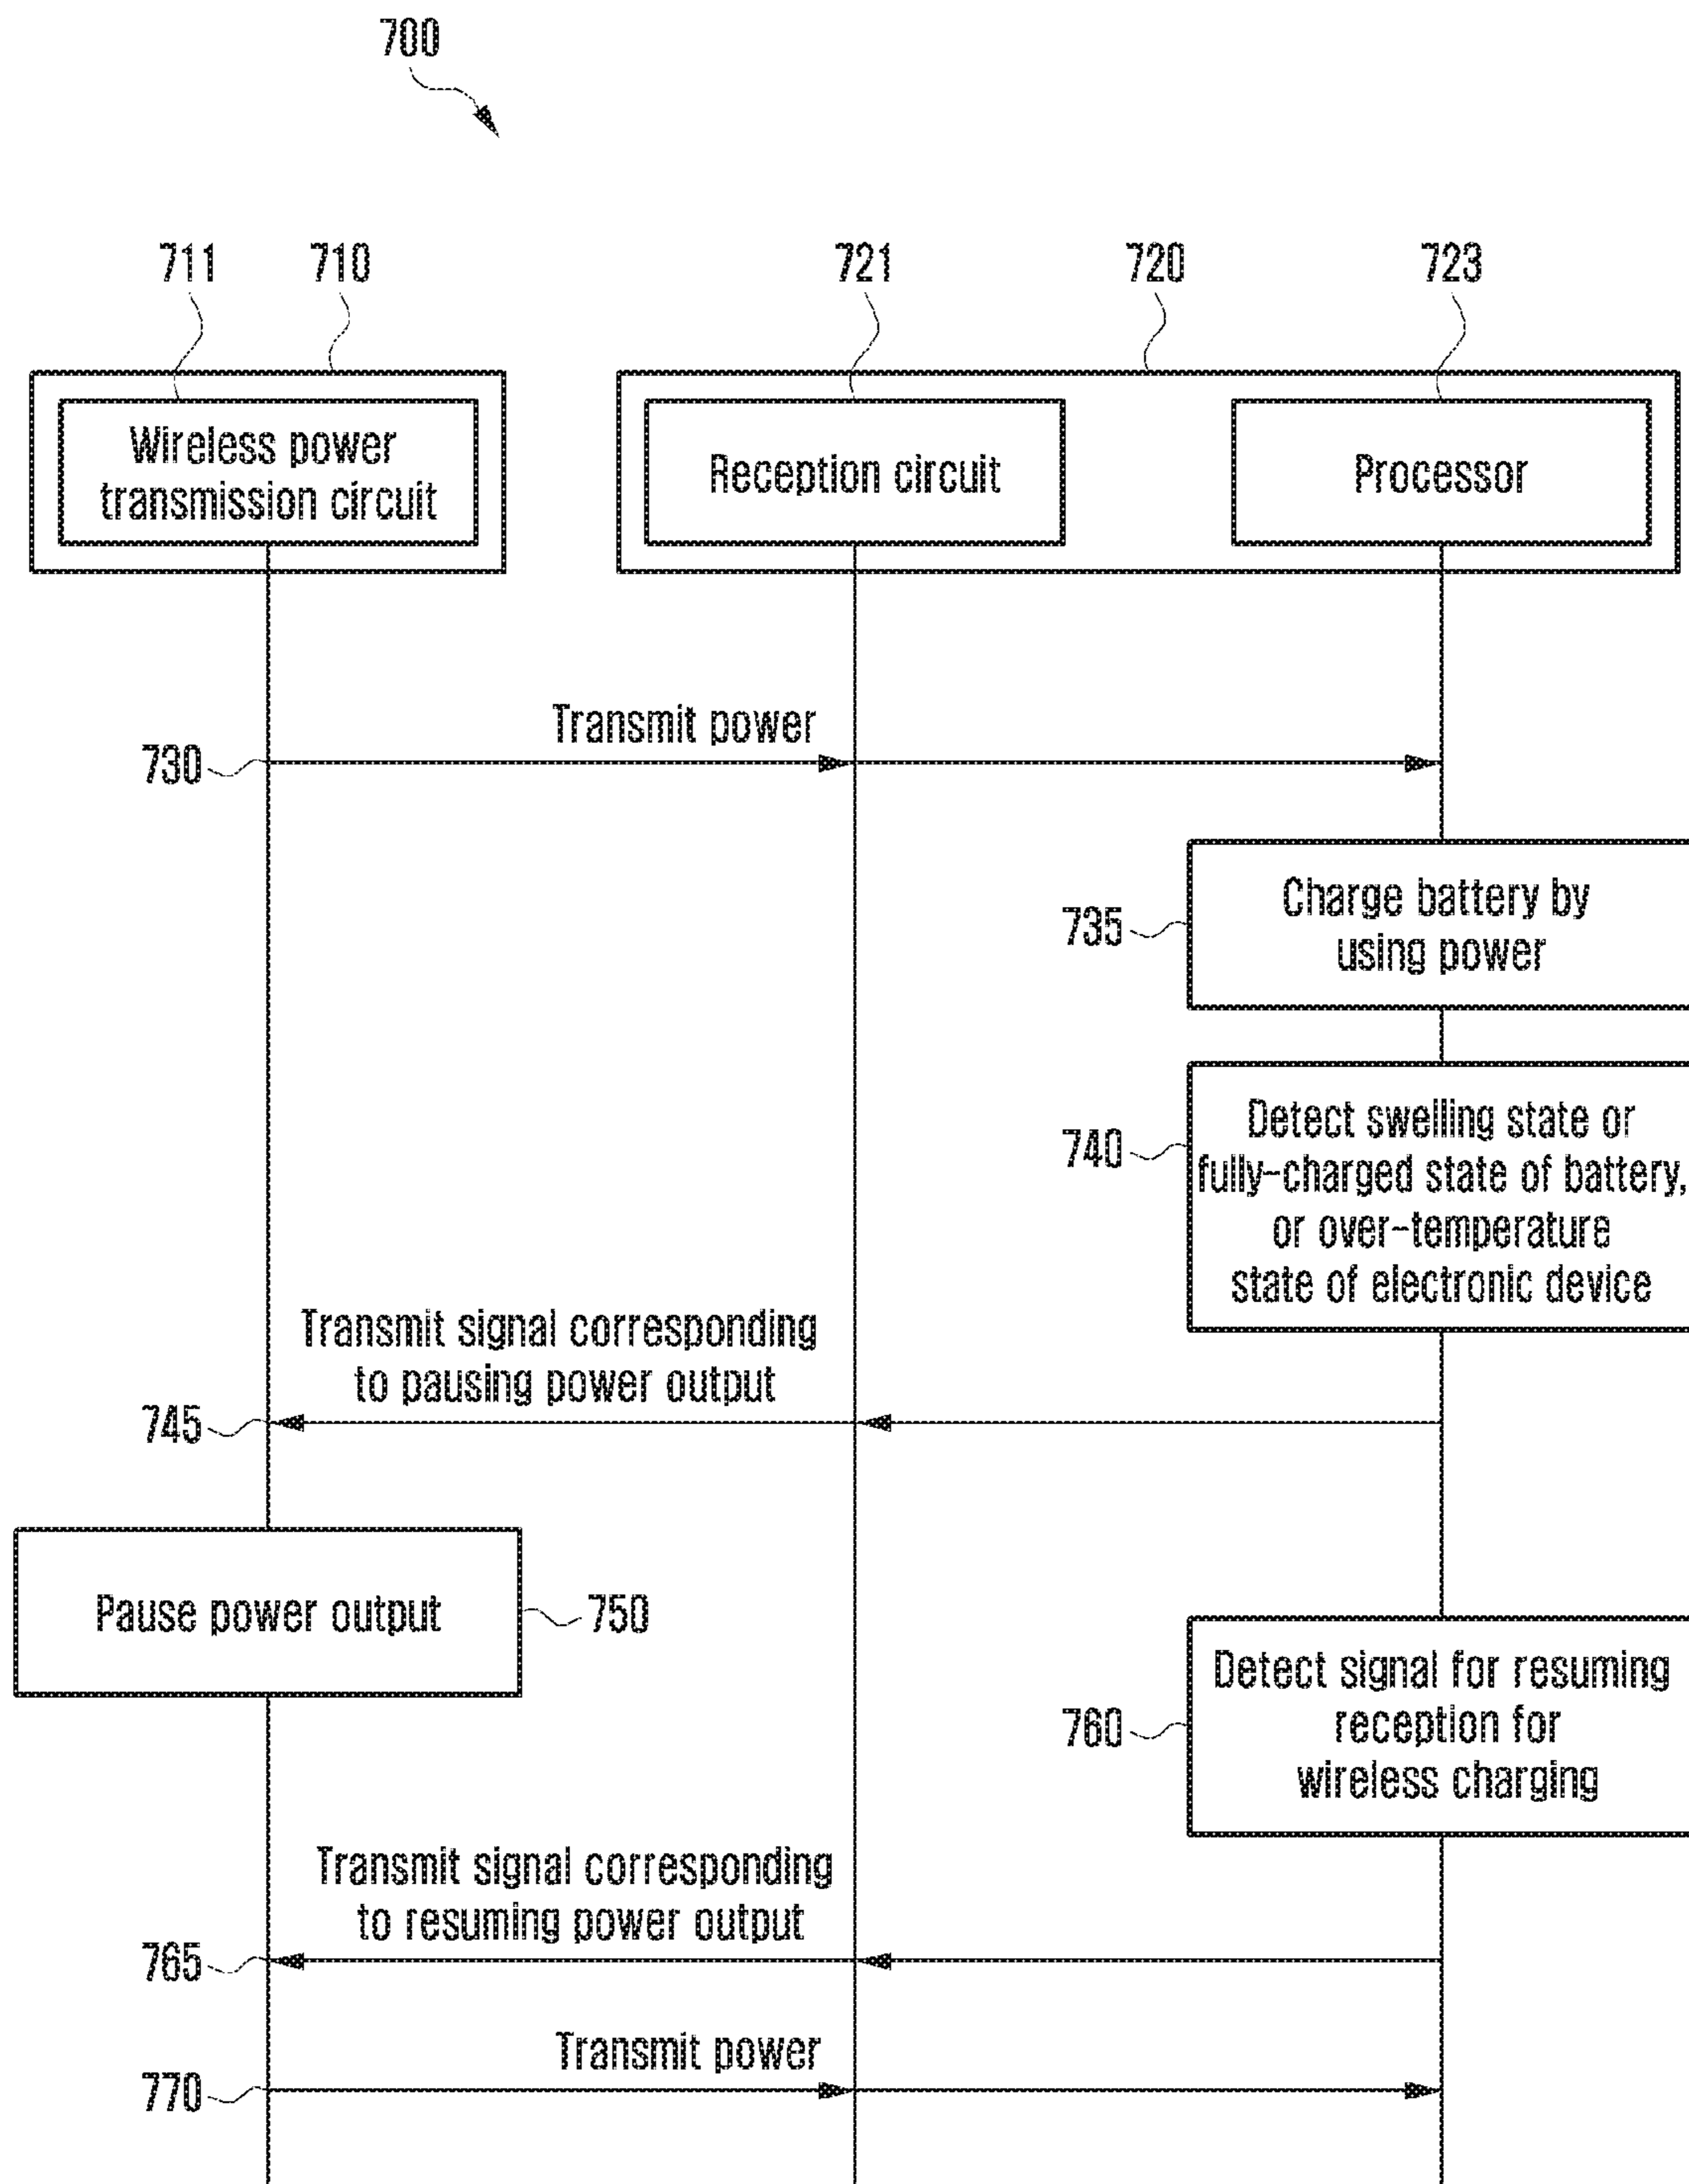 700
711
710
721
720
723
Wireless power
transmission circuit
Reception circuit
Processor
Transmit power
730
Charge battery by
using power
735
Detect swelling state or
fully-charged state of battery,
or over-temperature
state of electronic device
740
Transmit signal corresponding
to pausing power output
745
Pause power output
750
Detect signal for resuming
reception for
wireless charging
760
Transmit signal corresponding
to resuming power output
765
Transmit power
770